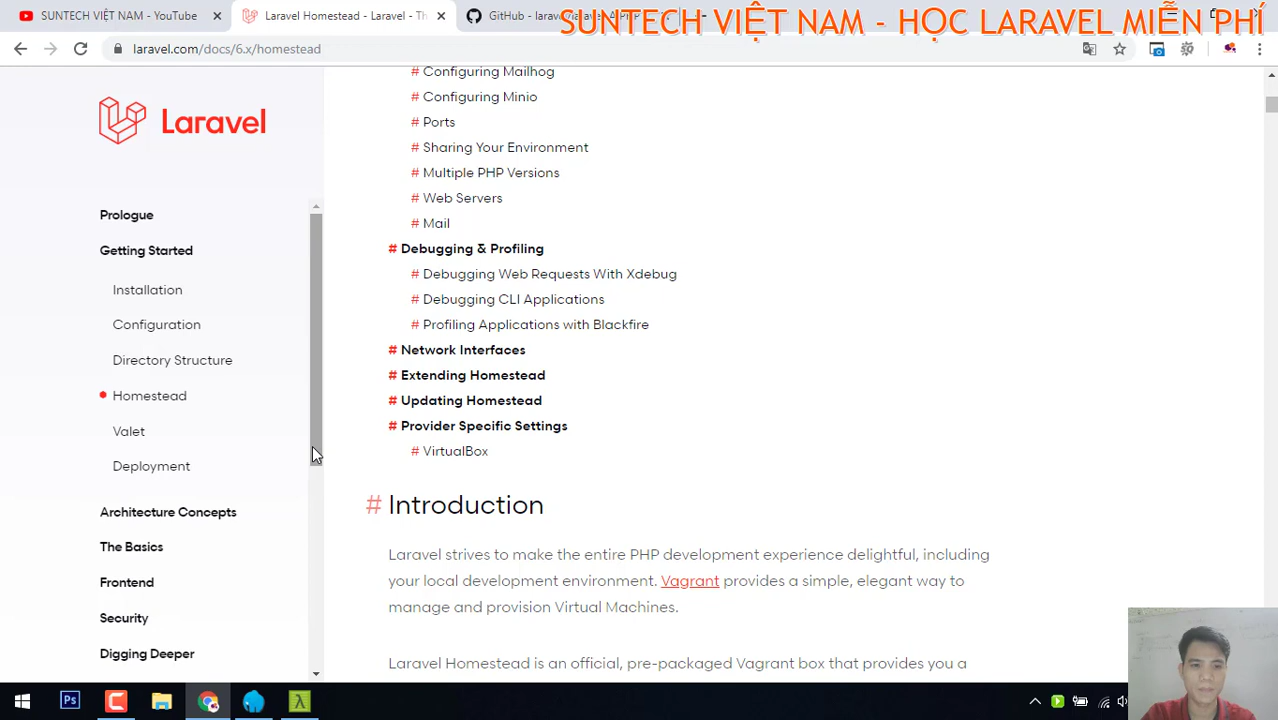 SUNTECH VIỆT NAM - YouTube
Laravel Homestead - Laravel - Th
GitHub - laravel/laravel: A PHP
SUNTECH VIỆT NAM - HỌC LARAVEL MIỄN PHÍ
laravel.com/docs/6.x/homestead
Laravel
Prologue
Getting Started
Installation
Configuration
Directory Structure
Homestead
Valet
Deployment
Architecture Concepts
The Basics
Frontend
Security
Digging Deeper
# Configuring Mailhog
# Configuring Minio
# Ports
# Sharing Your Environment
# Multiple PHP Versions
# Web Servers
# Mail
# Debugging & Profiling
# Debugging Web Requests With Xdebug
# Debugging CLI Applications
# Profiling Applications with Blackfire
# Network Interfaces
# Extending Homestead
# Updating Homestead
# Provider Specific Settings
# VirtualBox
# Introduction
Laravel strives to make the entire PHP development experience delightful, including
your local development environment. Vagrant provides a simple, elegant way to
manage and provision Virtual Machines.
Laravel Homestead is an official, pre-packaged Vagrant box that provides you a
Ps